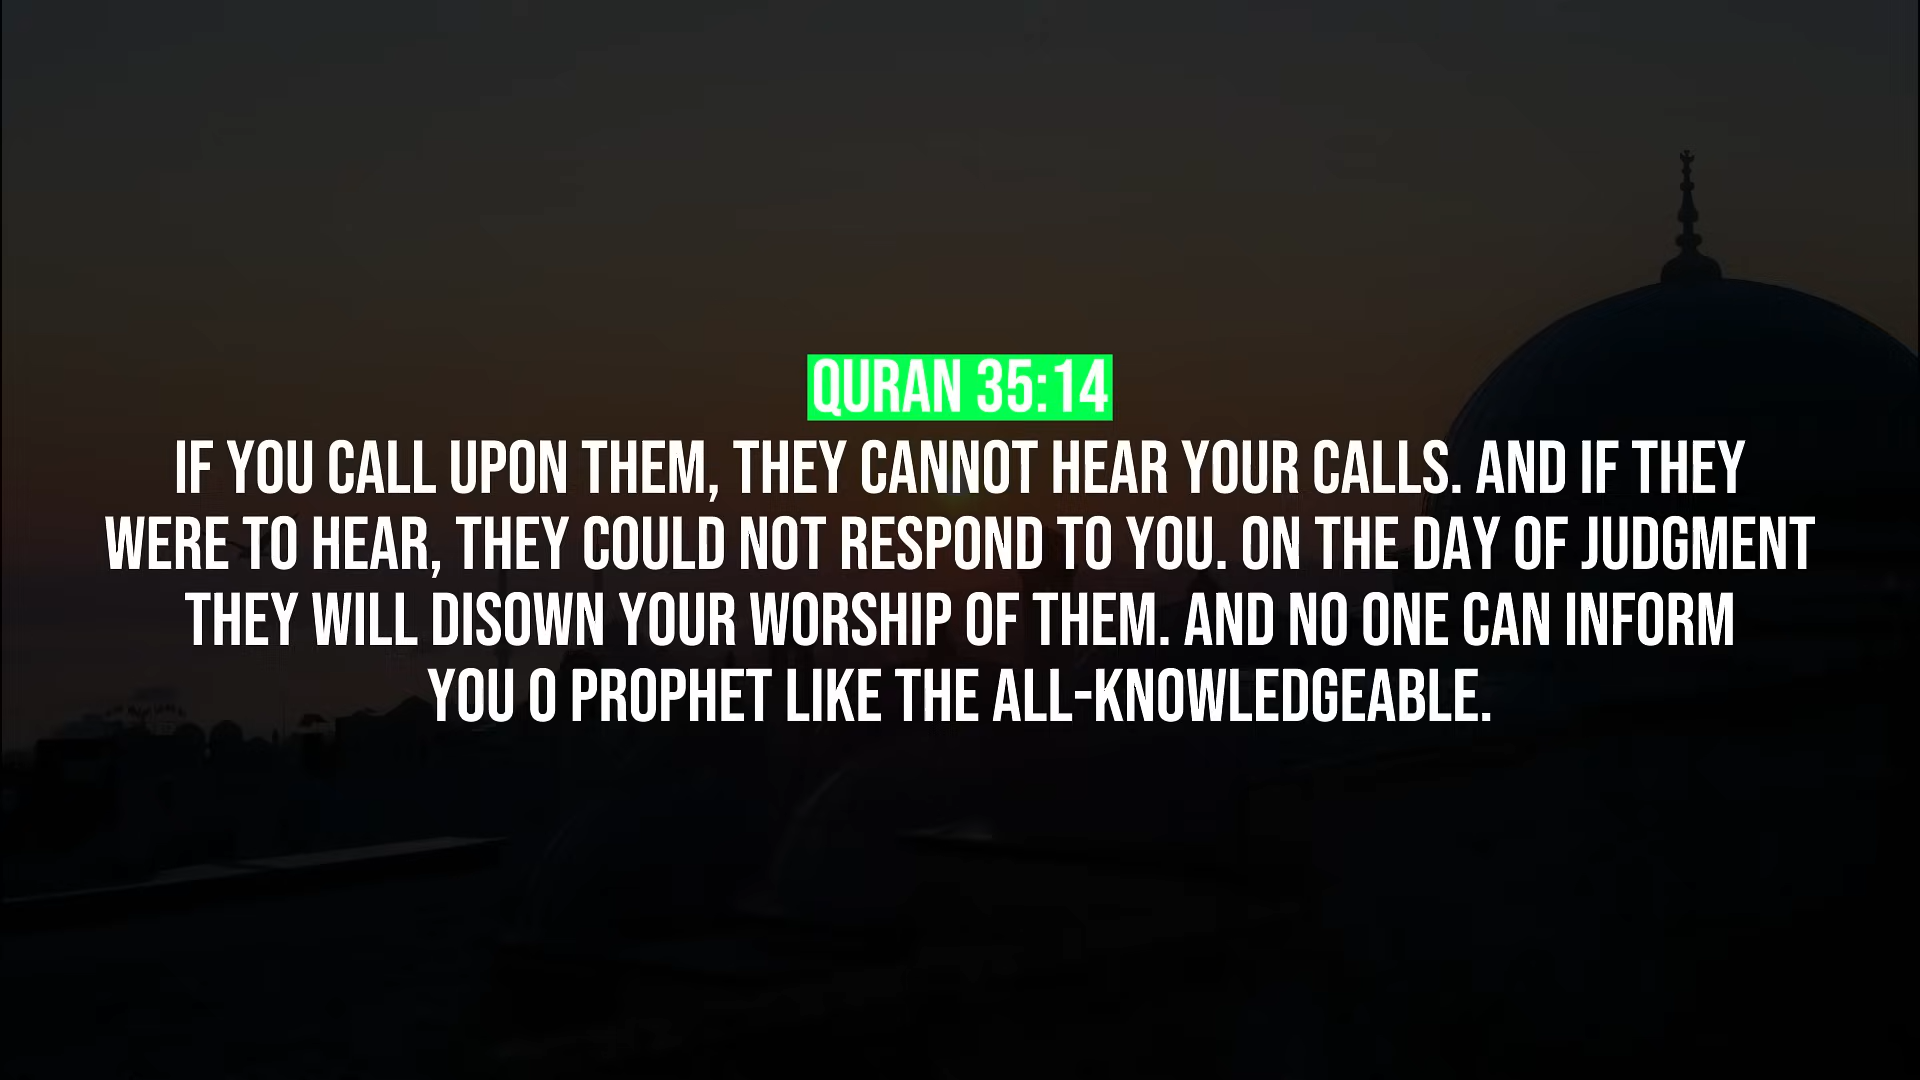 QURAN 35:14
IF YOU CALL UPON THEM, THEY CANNOT HEAR YOUR CALLS. AND IF THEY
WERE TO HEAR, THEY COULD NOT RESPOND TO YOU. ON THE DAY OF JUDGMENT
THEY WILL DISOWN YOUR WORSHIP OF THEM. AND NO ONE CAN INFORM
YOU O PROPHET LIKE THE ALL-KNOWLEDGEABLE.